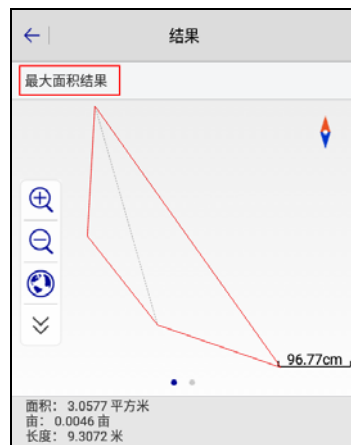 结果
最大面积结果
96.77cm
面积： 3.0577 平方米
亩： 0.0046 亩
长度： 9.3072 米